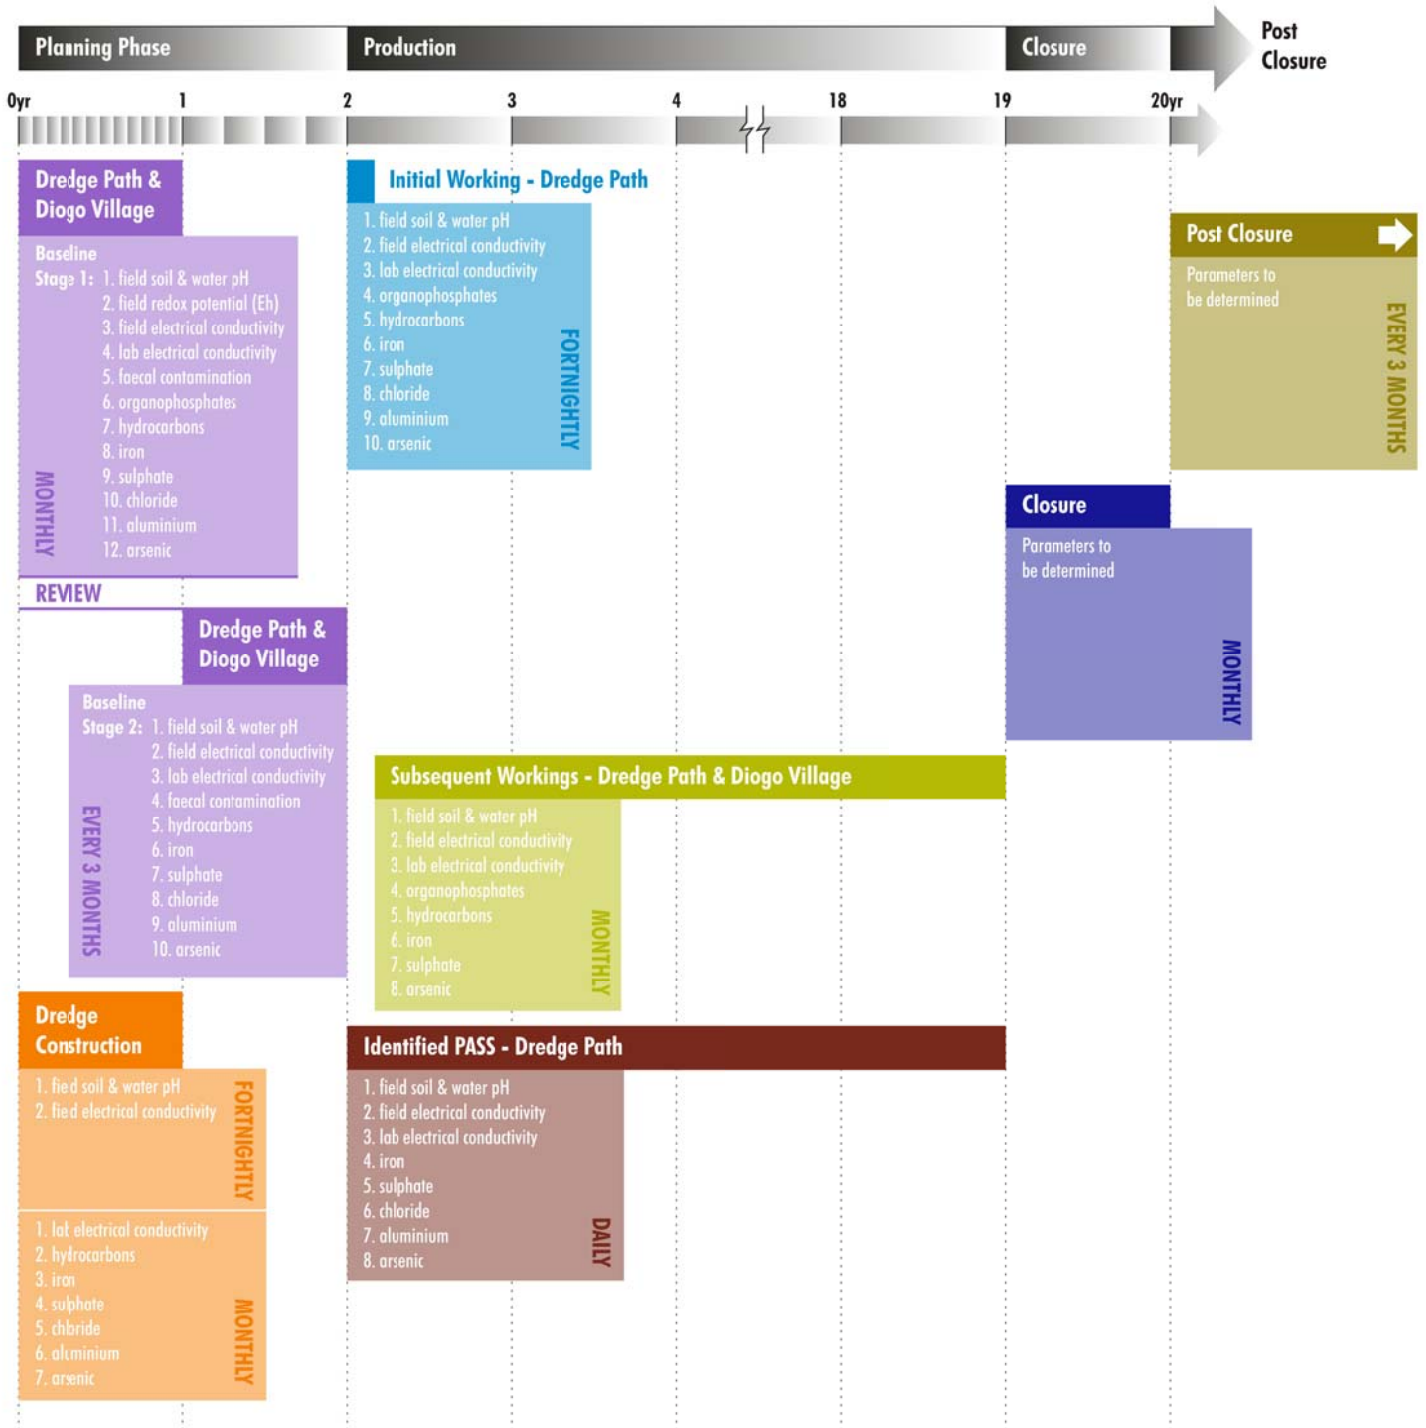 Planning Phase
Production
Closure
Post
Closure
0yr
1
2
3
4
18
19
20yr
Dredge Path &
Diogo Village
Baseline
Stage 1: 1. field soil & water pH
2. field redox potential (Eh)
3. field electrical conductivity
4. lab electrical conductivity
5. faecal contamination
6. organophosphates
7. hydrocarbons
8. iron
9. sulphate
10. chloride
11. aluminium
12. arsenic
MONTHLY
REVIEW
Dredge Path &
Diogo Village
Baseline
Stage 2: 1. field soil & water pH
2. field electrical conductivity
3. lab electrical conductivity
4. faecal contamination
5. hydrocarbons
6. iron
7. sulphate
8. chloride
9. aluminium
10. arsenic
EVERY 3 MONTHS
Dredge
Construction
1. fied soil & water pH
2. fied electrical conductivity
FORTNIGHTLY
1. lab electrical conductivity
2. hydrocarbons
3. iron
4. sulphate
5. chloride
6. aluminium
7. arsenic
MONTHLY
Initial Working - Dredge Path
1. field soil & water pH
2. field electrical conductivity
3. lab electrical conductivity
4. organophosphates
5. hydrocarbons
6. iron
7. sulphate
8. chloride
9. aluminium
10. arsenic
FORTNIGHTLY
Subsequent Workings - Dredge Path & Diogo Village
1. field soil & water pH
2. field electrical conductivity
3. lab electrical conductivity
4. organophosphates
5. hydrocarbons
6. iron
7. sulphate
8. arsenic
MONTHLY
Identified PASS - Dredge Path
1. field soil & water pH
2. field electrical conductivity
3. lab electrical conductivity
4. iron
5. sulphate
6. chloride
7. aluminium
8. arsenic
DAILY
Closure
Parameters to
be determined
MONTHLY
Post Closure
Parameters to
be determined
EVERY 3 MONTHS